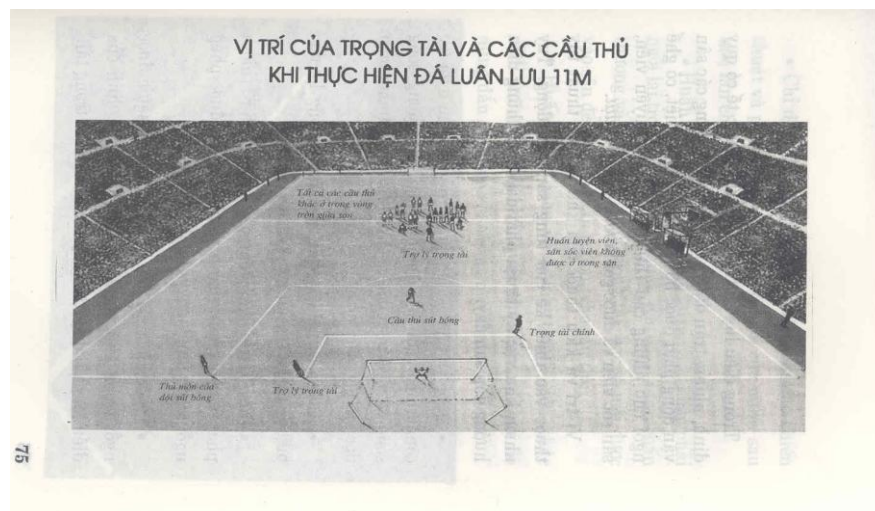 VỊ TRÍ CỦA TRỌNG TÀI VÀ CÁC CẦU THỦ
KHI THỰC HIỆN ĐÁ LUÂN LƯU 11M
Tất cả các cầu thủ
khác ở trong vòng
tròn giữa sân
Trợ lý trọng tài
Huấn luyện viên,
săn sóc viên không
được ở trong sân
Cầu thủ sút bóng
Trọng tài chính
Thủ môn của
đội sút bóng
Trợ lý trọng tài
75